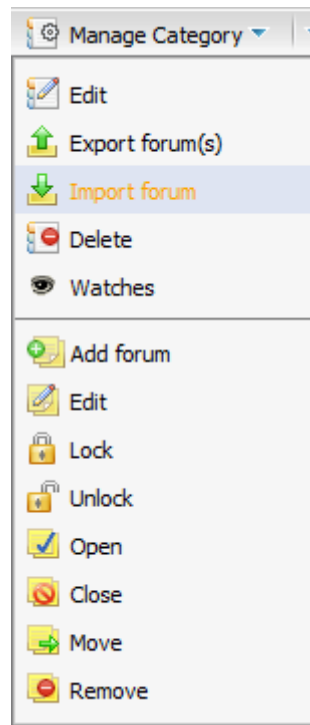 Manage Category
Edit
Export forum(s)
Import forum
Delete
Watches
Add forum
Edit
Lock
Unlock
Open
Close
Move
Remove